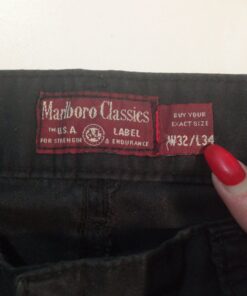 Marlboro Classics
THE U.S.A. LABEL
FOR STRENGTH & ENDURANCE
BUY YOUR
EXACT SIZE
W32/L34